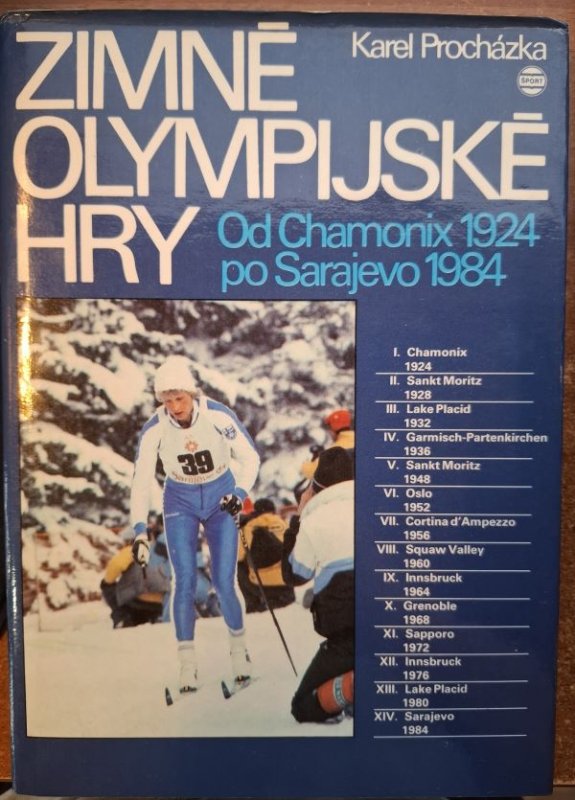 ZIMNÉ
Karel Procházka
ŠPORT
OLYMPIJSKÉ
HRY
Od Chamonix 1924
po Sarajevo 1984
I. Chamonix
1924
II. Sankt Moritz
1928
III. Lake Placid
1932
IV. Garmisch-Partenkirchen
1936
V. Sankt Moritz
1948
VI. Oslo
1952
VII. Cortina d'Ampezzo
1956
VIII. Squaw Valley
1960
IX. Innsbruck
1964
X. Grenoble
1968
XI. Sapporo
1972
XII. Innsbruck
1976
XIII. Lake Placid
1980
XIV. Sarajevo
1984
39